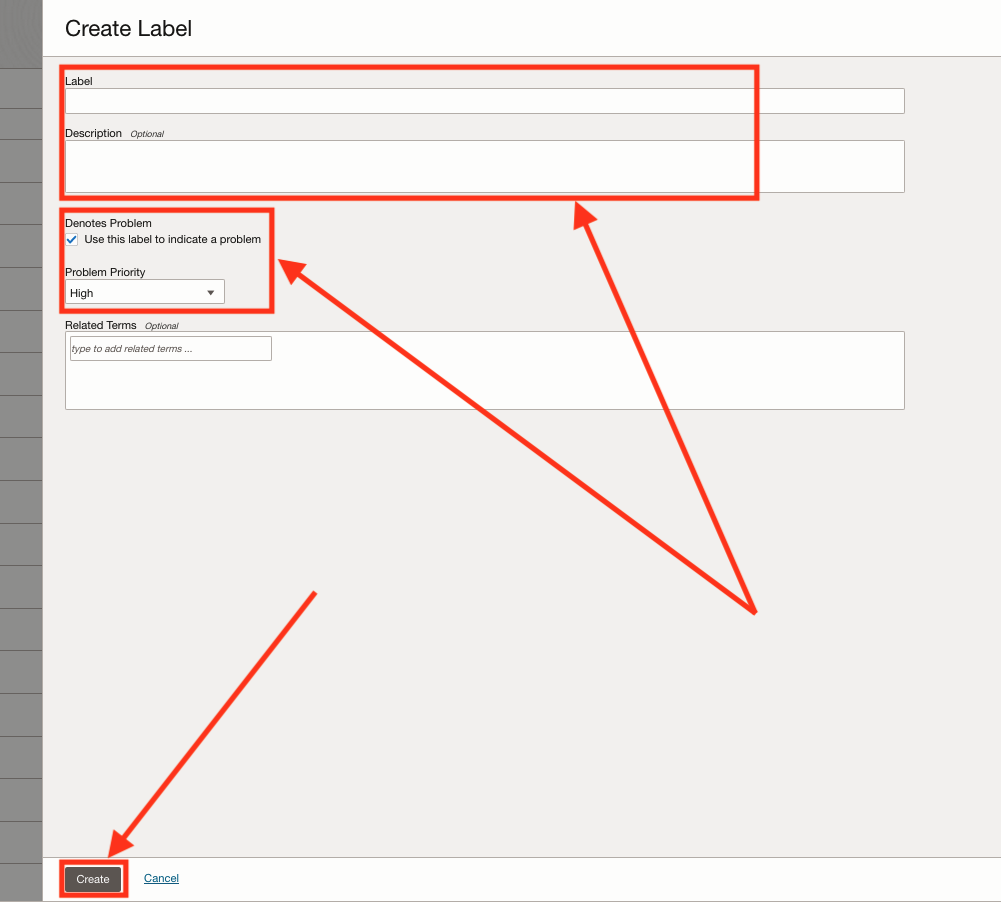 Create Label
Label
Description Optional
Denotes Problem
Use this label to indicate a problem
Problem Priority
High
Related Terms Optional
type to add related terms ...
Create Cancel